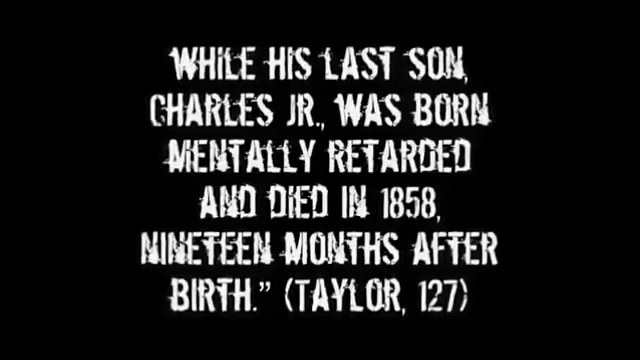 WHILE HIS LAST SON,
CHARLES JR., WAS BORN
MENTALLY RETARDED
AND DIED IN 1858,
NINETEEN MONTHS AFTER
BIRTH.” (TAYLOR, 127)